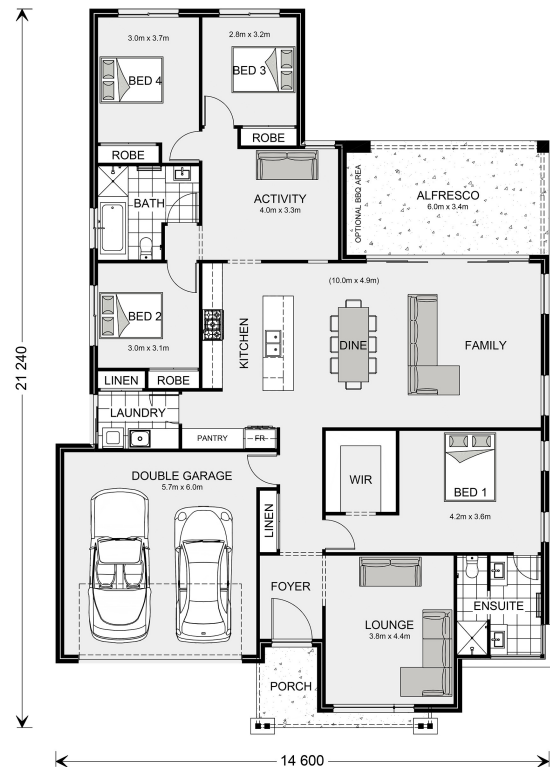 3.0m x 3.7m
BED 4
2.8m x 3.2m
BED 3
ROBE
ROBE
BATH
ACTIVITY
4.0m x 3.3m
OPTIONAL BBQ AREA
ALFRESCO
6.0m x 3.4m
(10.0m x 4.9m)
BED 2
3.0m x 3.1m
KITCHEN
DINE
FAMILY
LINEN
ROBE
LAUNDRY
PANTRY
FR
DOUBLE GARAGE
5.7m x 6.0m
LINEN
WIR
BED 1
4.2m x 3.6m
FOYER
LOUNGE
3.8m x 4.4m
ENSUITE
PORCH
21 240
14 600